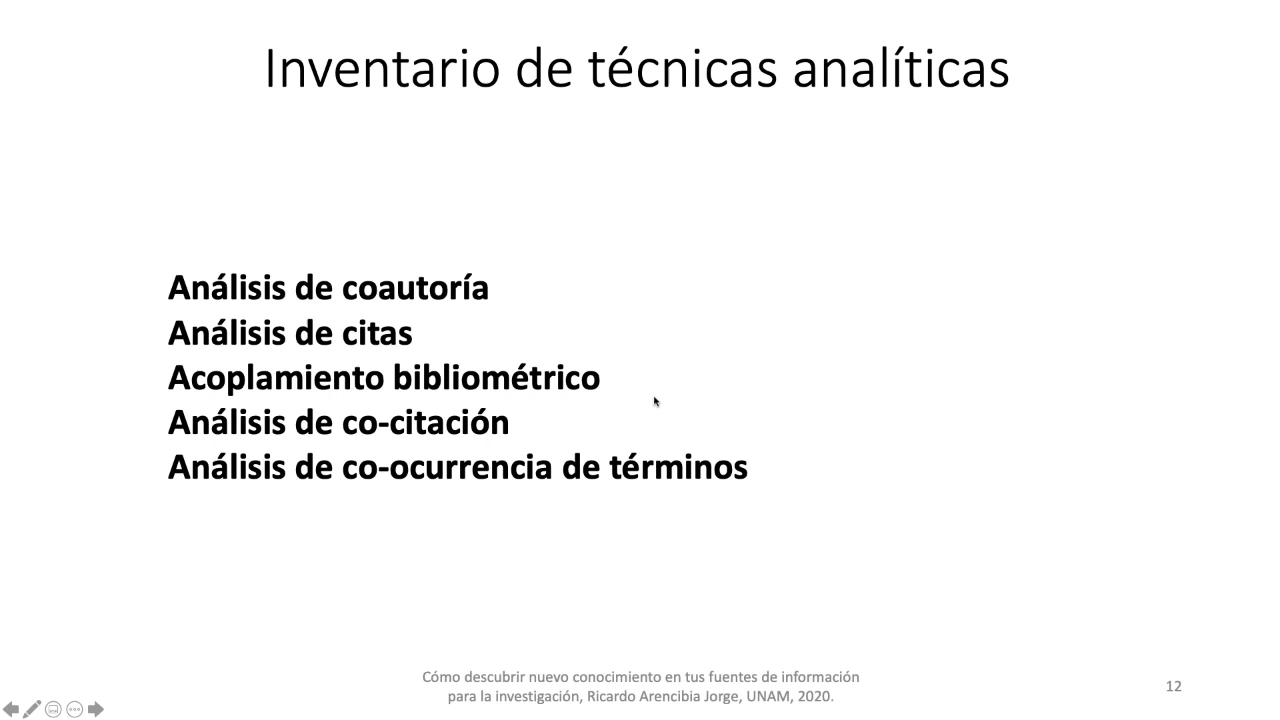 Inventario de técnicas analíticas
Análisis de coautoría
Análisis de citas
Acoplamiento bibliométrico
Análisis de co-citación
Análisis de co-ocurrencia de términos
Cómo descubrir nuevo conocimiento en tus fuentes de información
para la investigación, Ricardo Arencibia Jorge, UNAM, 2020.
12